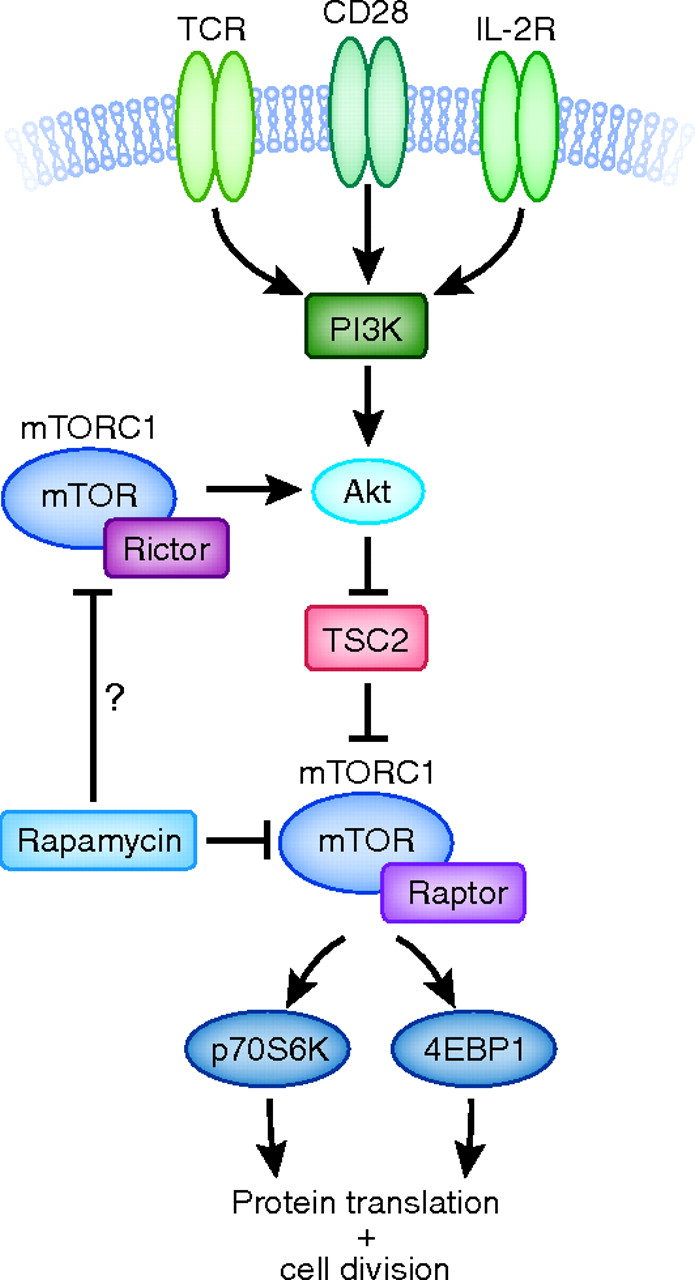 TCR
CD28
IL-2R
PI3K
mTORC1
mTOR
Akt
Rictor
TSC2
?
mTORC1
Rapamycin
mTOR
Raptor
p70S6K
4EBP1
Protein translation
+
cell division